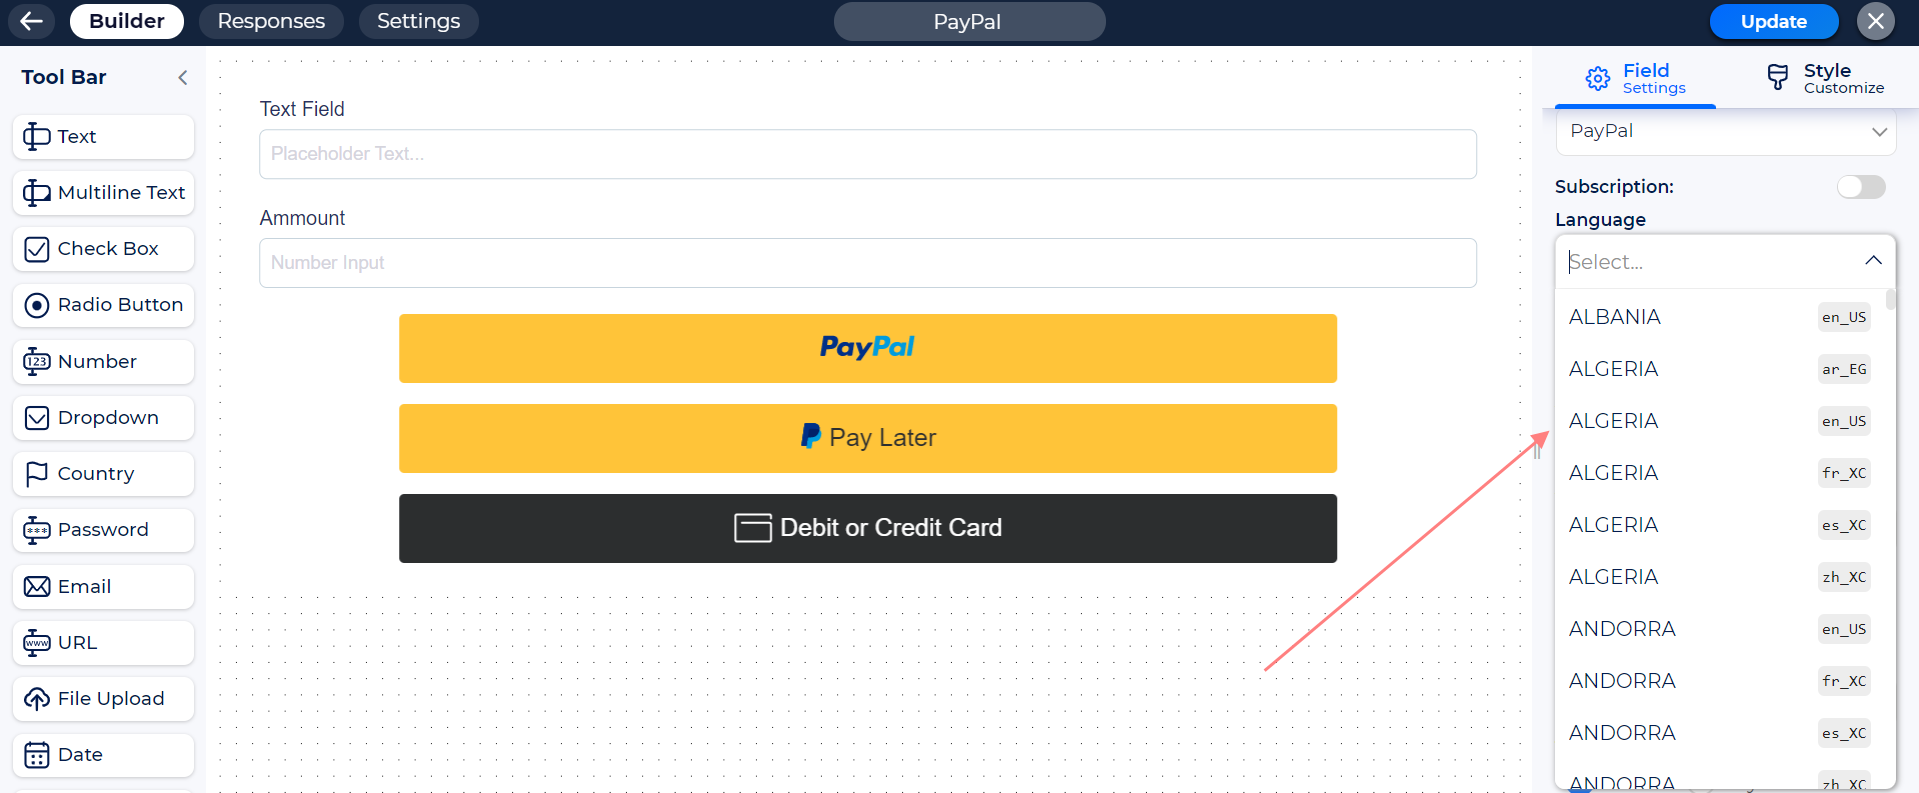 Builder
Responses
Settings
PayPal
Update
Tool Bar
Text
Multiline Text
Check Box
Radio Button
123 Number
Dropdown
Country
*** Password
Email
www URL
File Upload
Date
Text Field
Placeholder Text...
Ammount
Number Input
PayPal
Pay Later
Debit or Credit Card
Field
Settings
Style
Customize
PayPal
Subscription:
Language
Select...
ALBANIA en_US
ALGERIA ar_EG
ALGERIA en_US
ALGERIA fr_XC
ALGERIA es_XC
ALGERIA zh_XC
ANDORRA en_US
ANDORRA fr_XC
ANDORRA es_XC
ANDORRA zh_XC